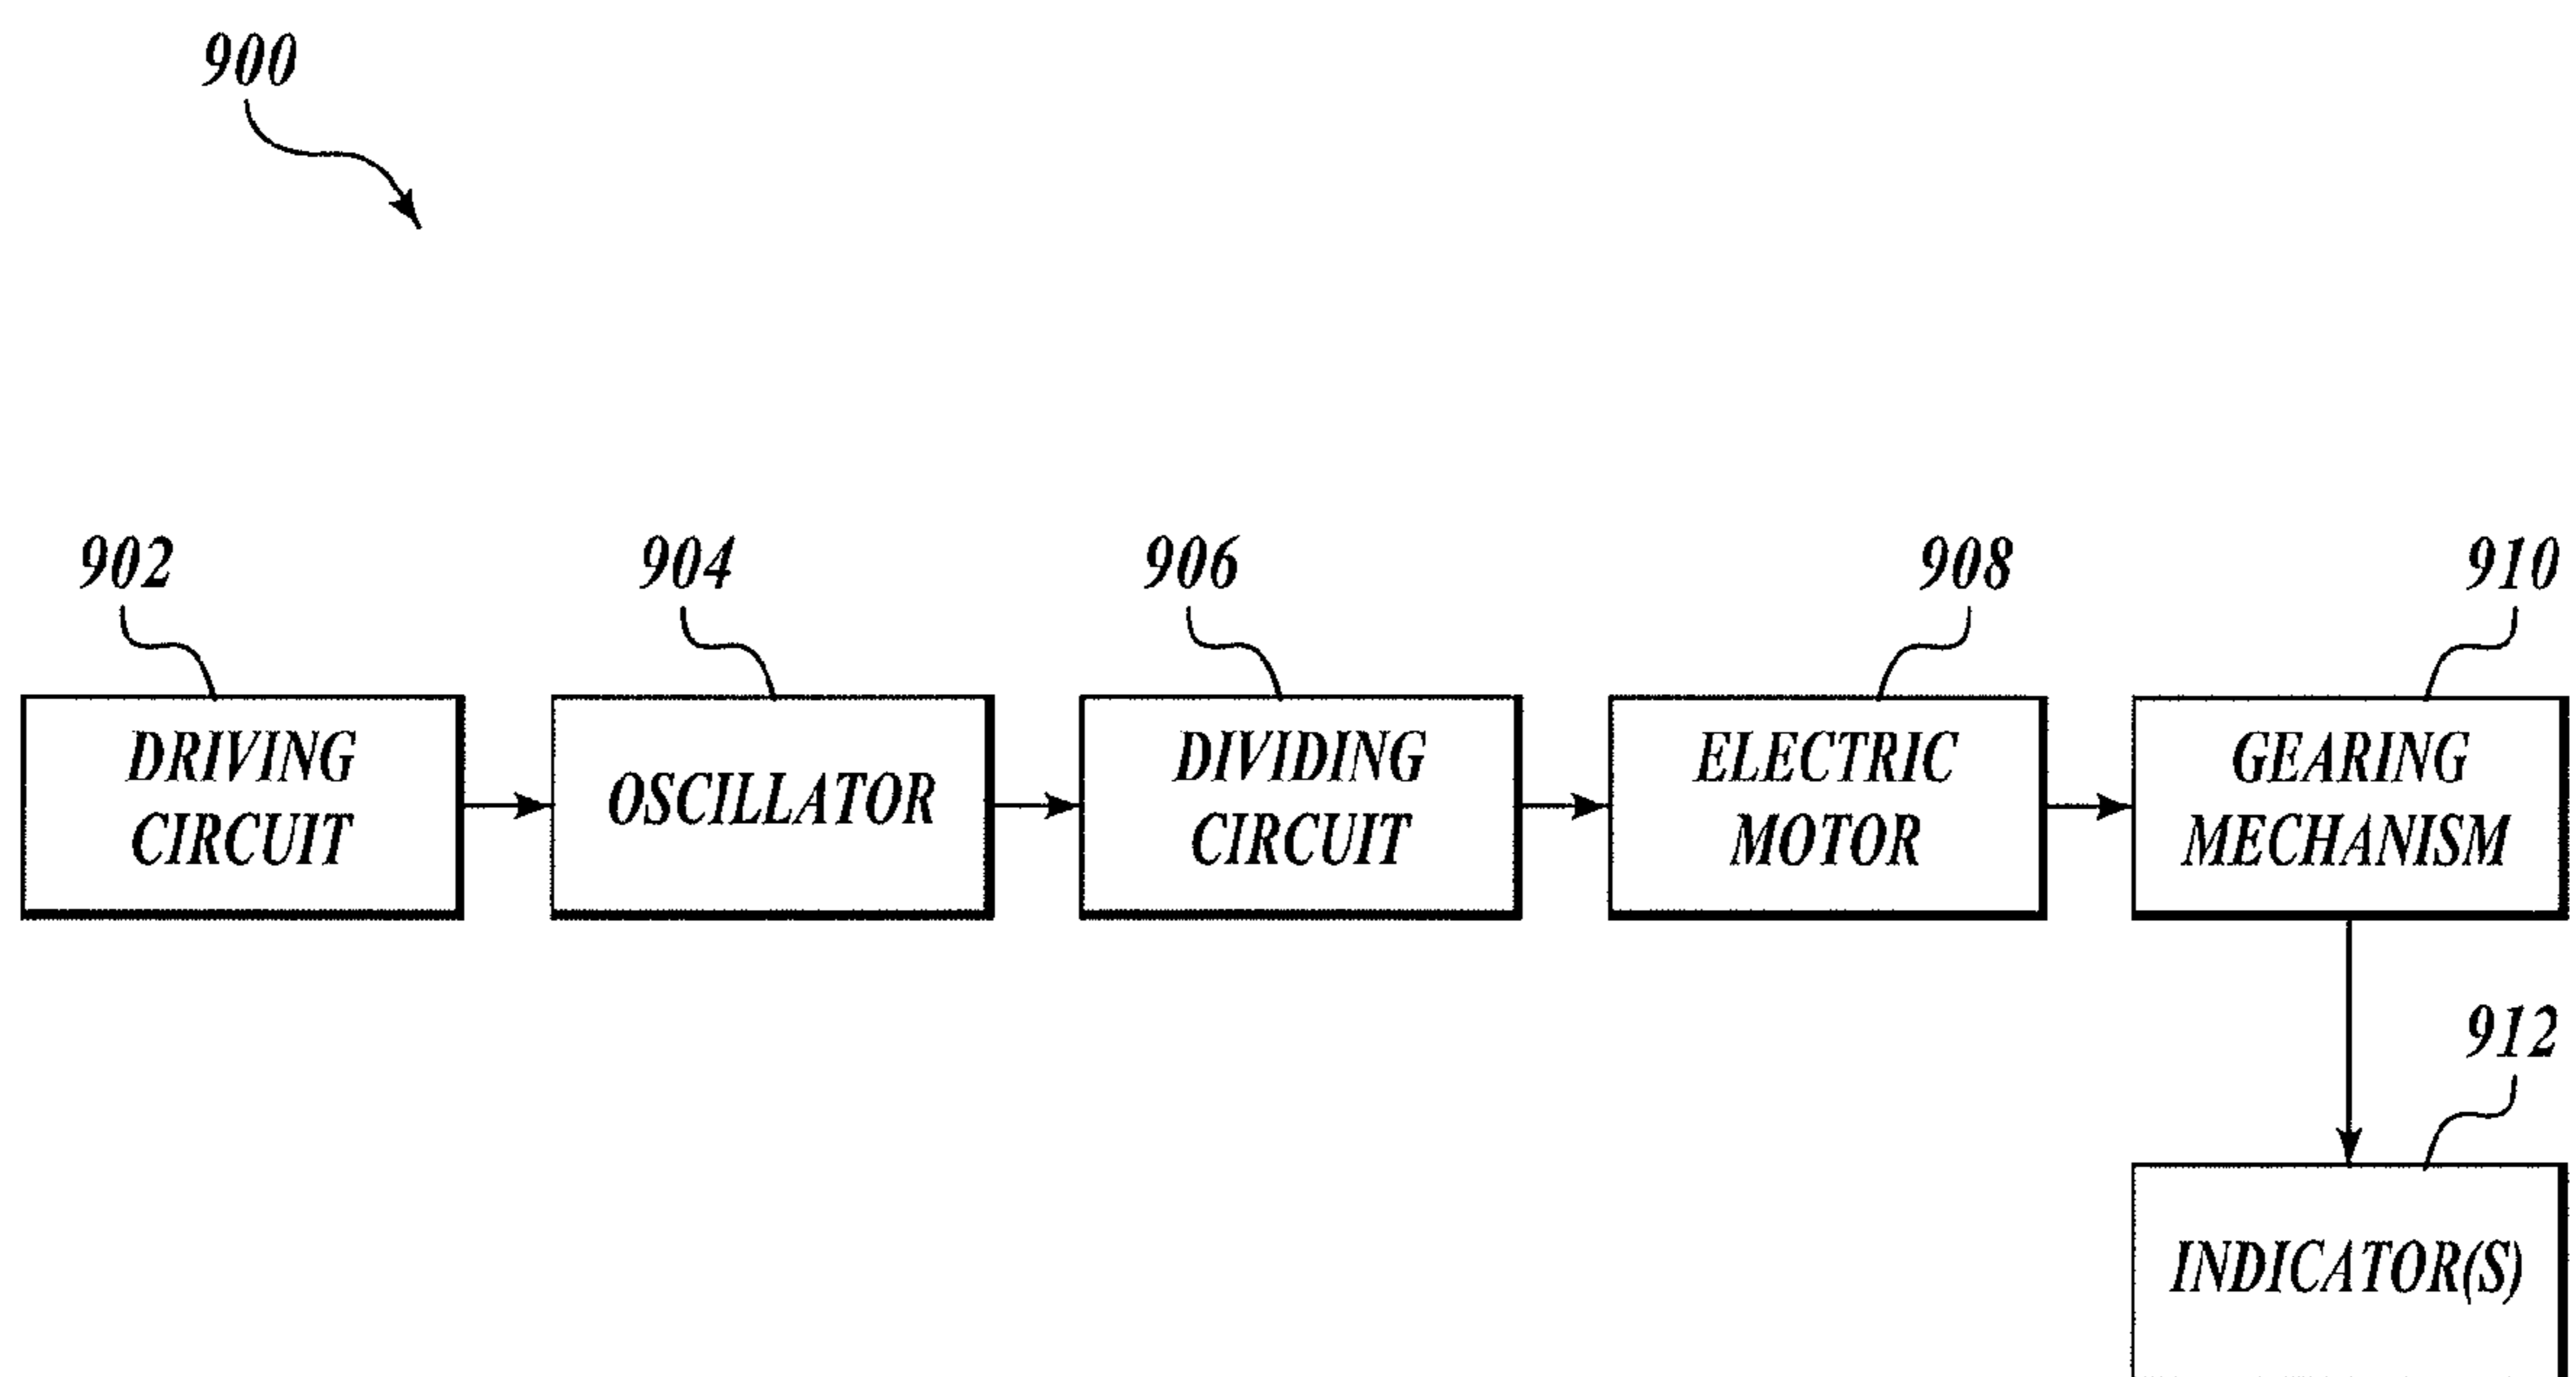 900
902
904
906
908
910
DRIVING
CIRCUIT
OSCILLATOR
DIVIDING
CIRCUIT
ELECTRIC
MOTOR
GEARING
MECHANISM
912
INDICATOR(S)